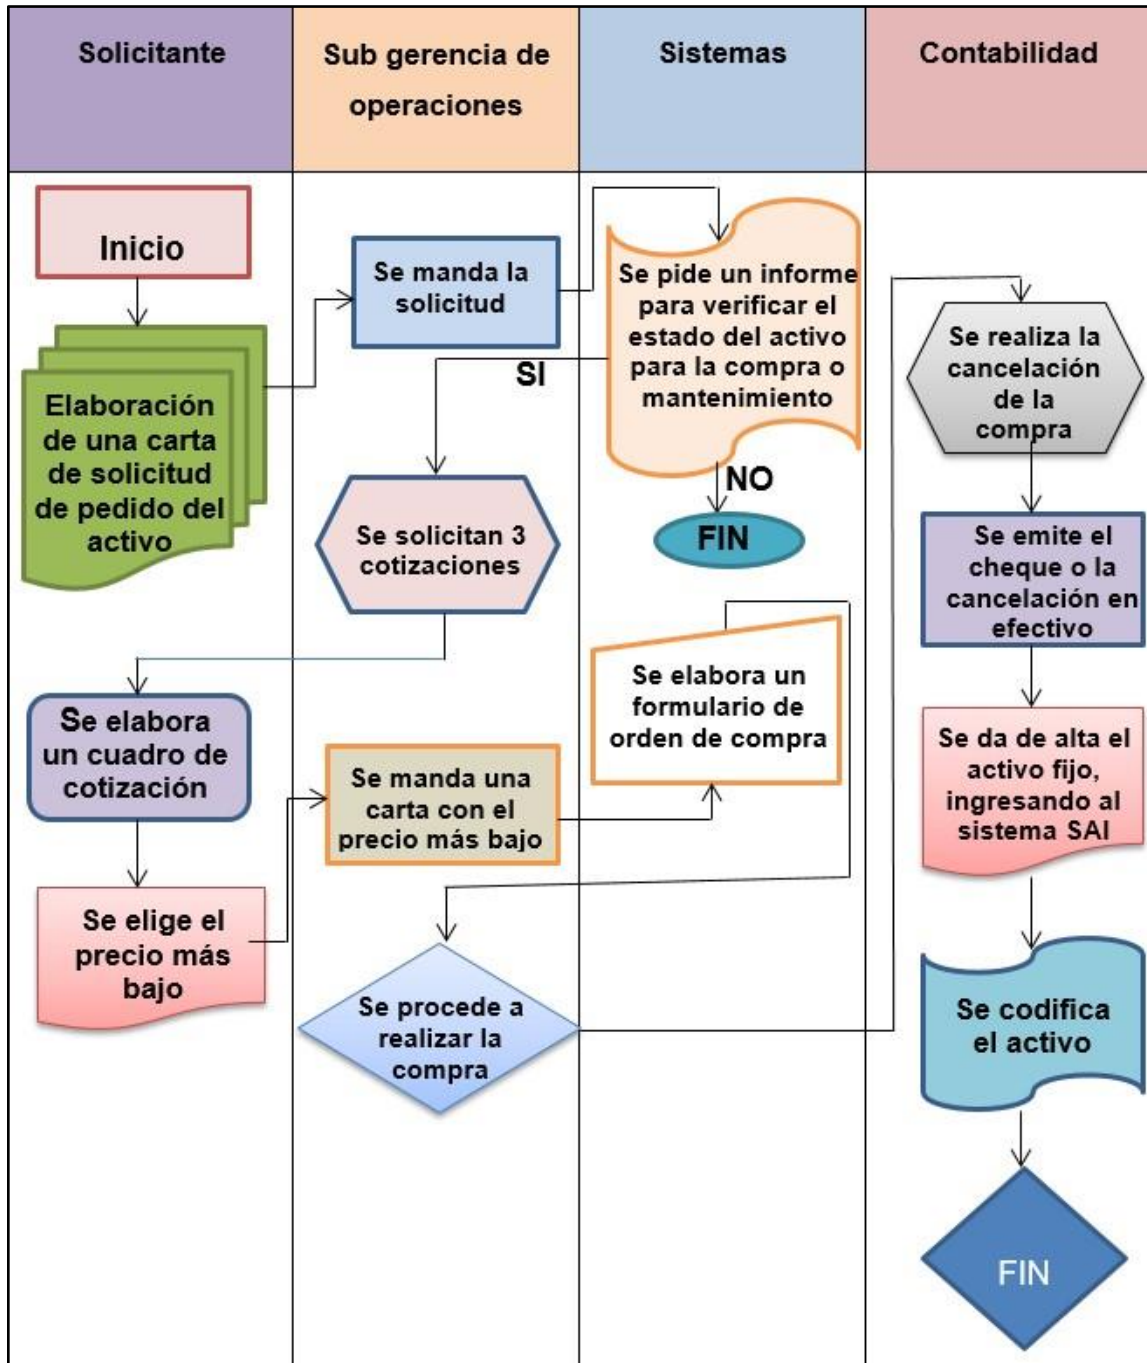 Solicitante
Sub gerencia de
operaciones
Sistemas
Contabilidad
Inicio
Elaboración
de una carta
de solicitud
de pedido del
activo
Se manda la
solicitud
Se pide un informe
para verificar el
estado del activo
para la compra o
mantenimiento
SI
NO
FIN
Se solicitan 3
cotizaciones
Se elabora
un cuadro de
cotización
Se elige el
precio más
bajo
Se manda una
carta con el
precio más bajo
Se elabora un
formulario de
orden de compra
Se procede a
realizar la
compra
Se realiza la
cancelación
de la
compra
Se emite el
cheque o la
cancelación en
efectivo
Se da de alta el
activo fijo,
ingresando al
sistema SAI
Se codifica
el activo
FIN